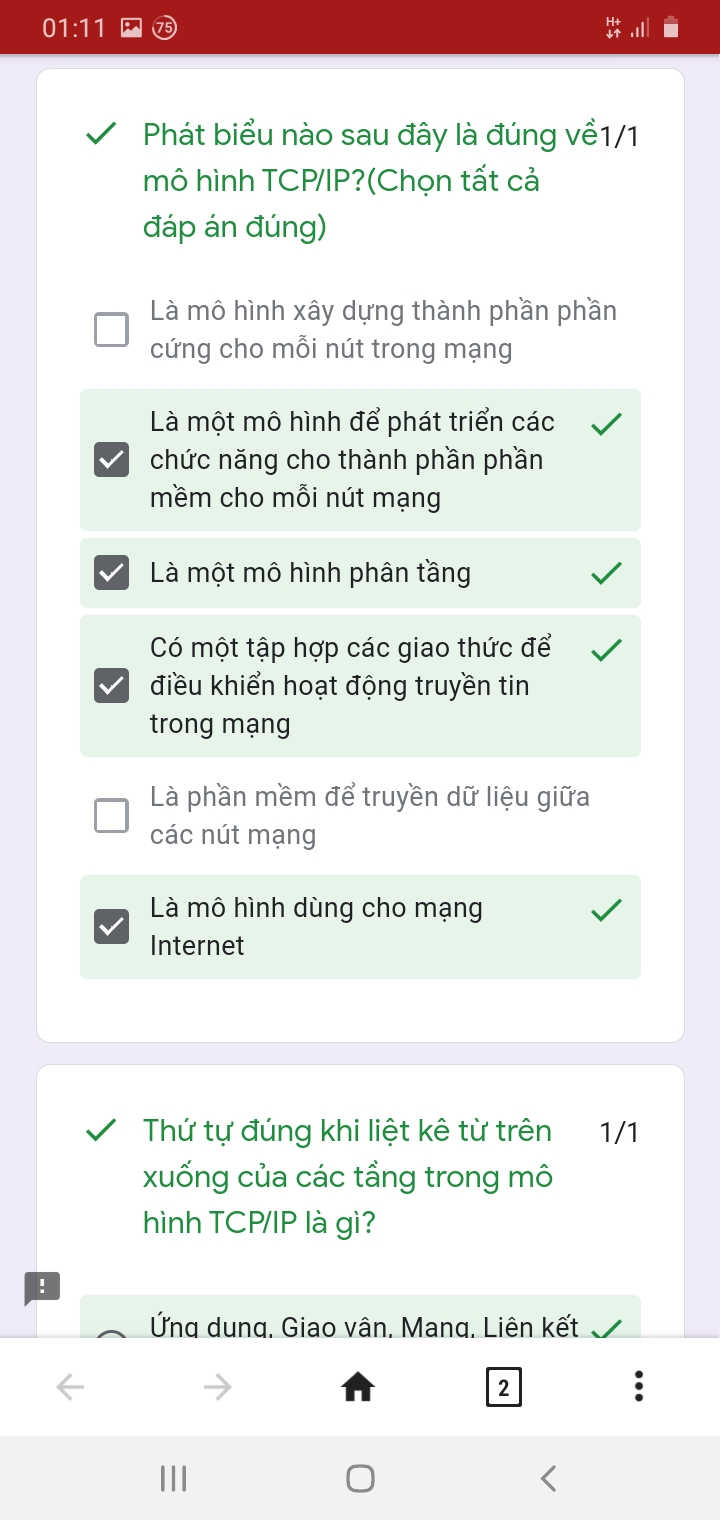 01:11
75
H+
Phát biểu nào sau đây là đúng về 1/1
mô hình TCP/IP?(Chọn tất cả
đáp án đúng)
Là mô hình xây dựng thành phần phần
cứng cho mỗi nút trong mạng
Là một mô hình để phát triển các
chức năng cho thành phần phần
mềm cho mỗi nút mạng
Là một mô hình phân tầng
Có một tập hợp các giao thức để
điều khiển hoạt động truyền tin
trong mạng
Là phần mềm để truyền dữ liệu giữa
các nút mạng
Là mô hình dùng cho mạng
Internet
Thứ tự đúng khi liệt kê từ trên 1/1
xuống của các tầng trong mô
hình TCP/IP là gì?
Ứng dụng, Giao vận, Mạng, Liên kết
2